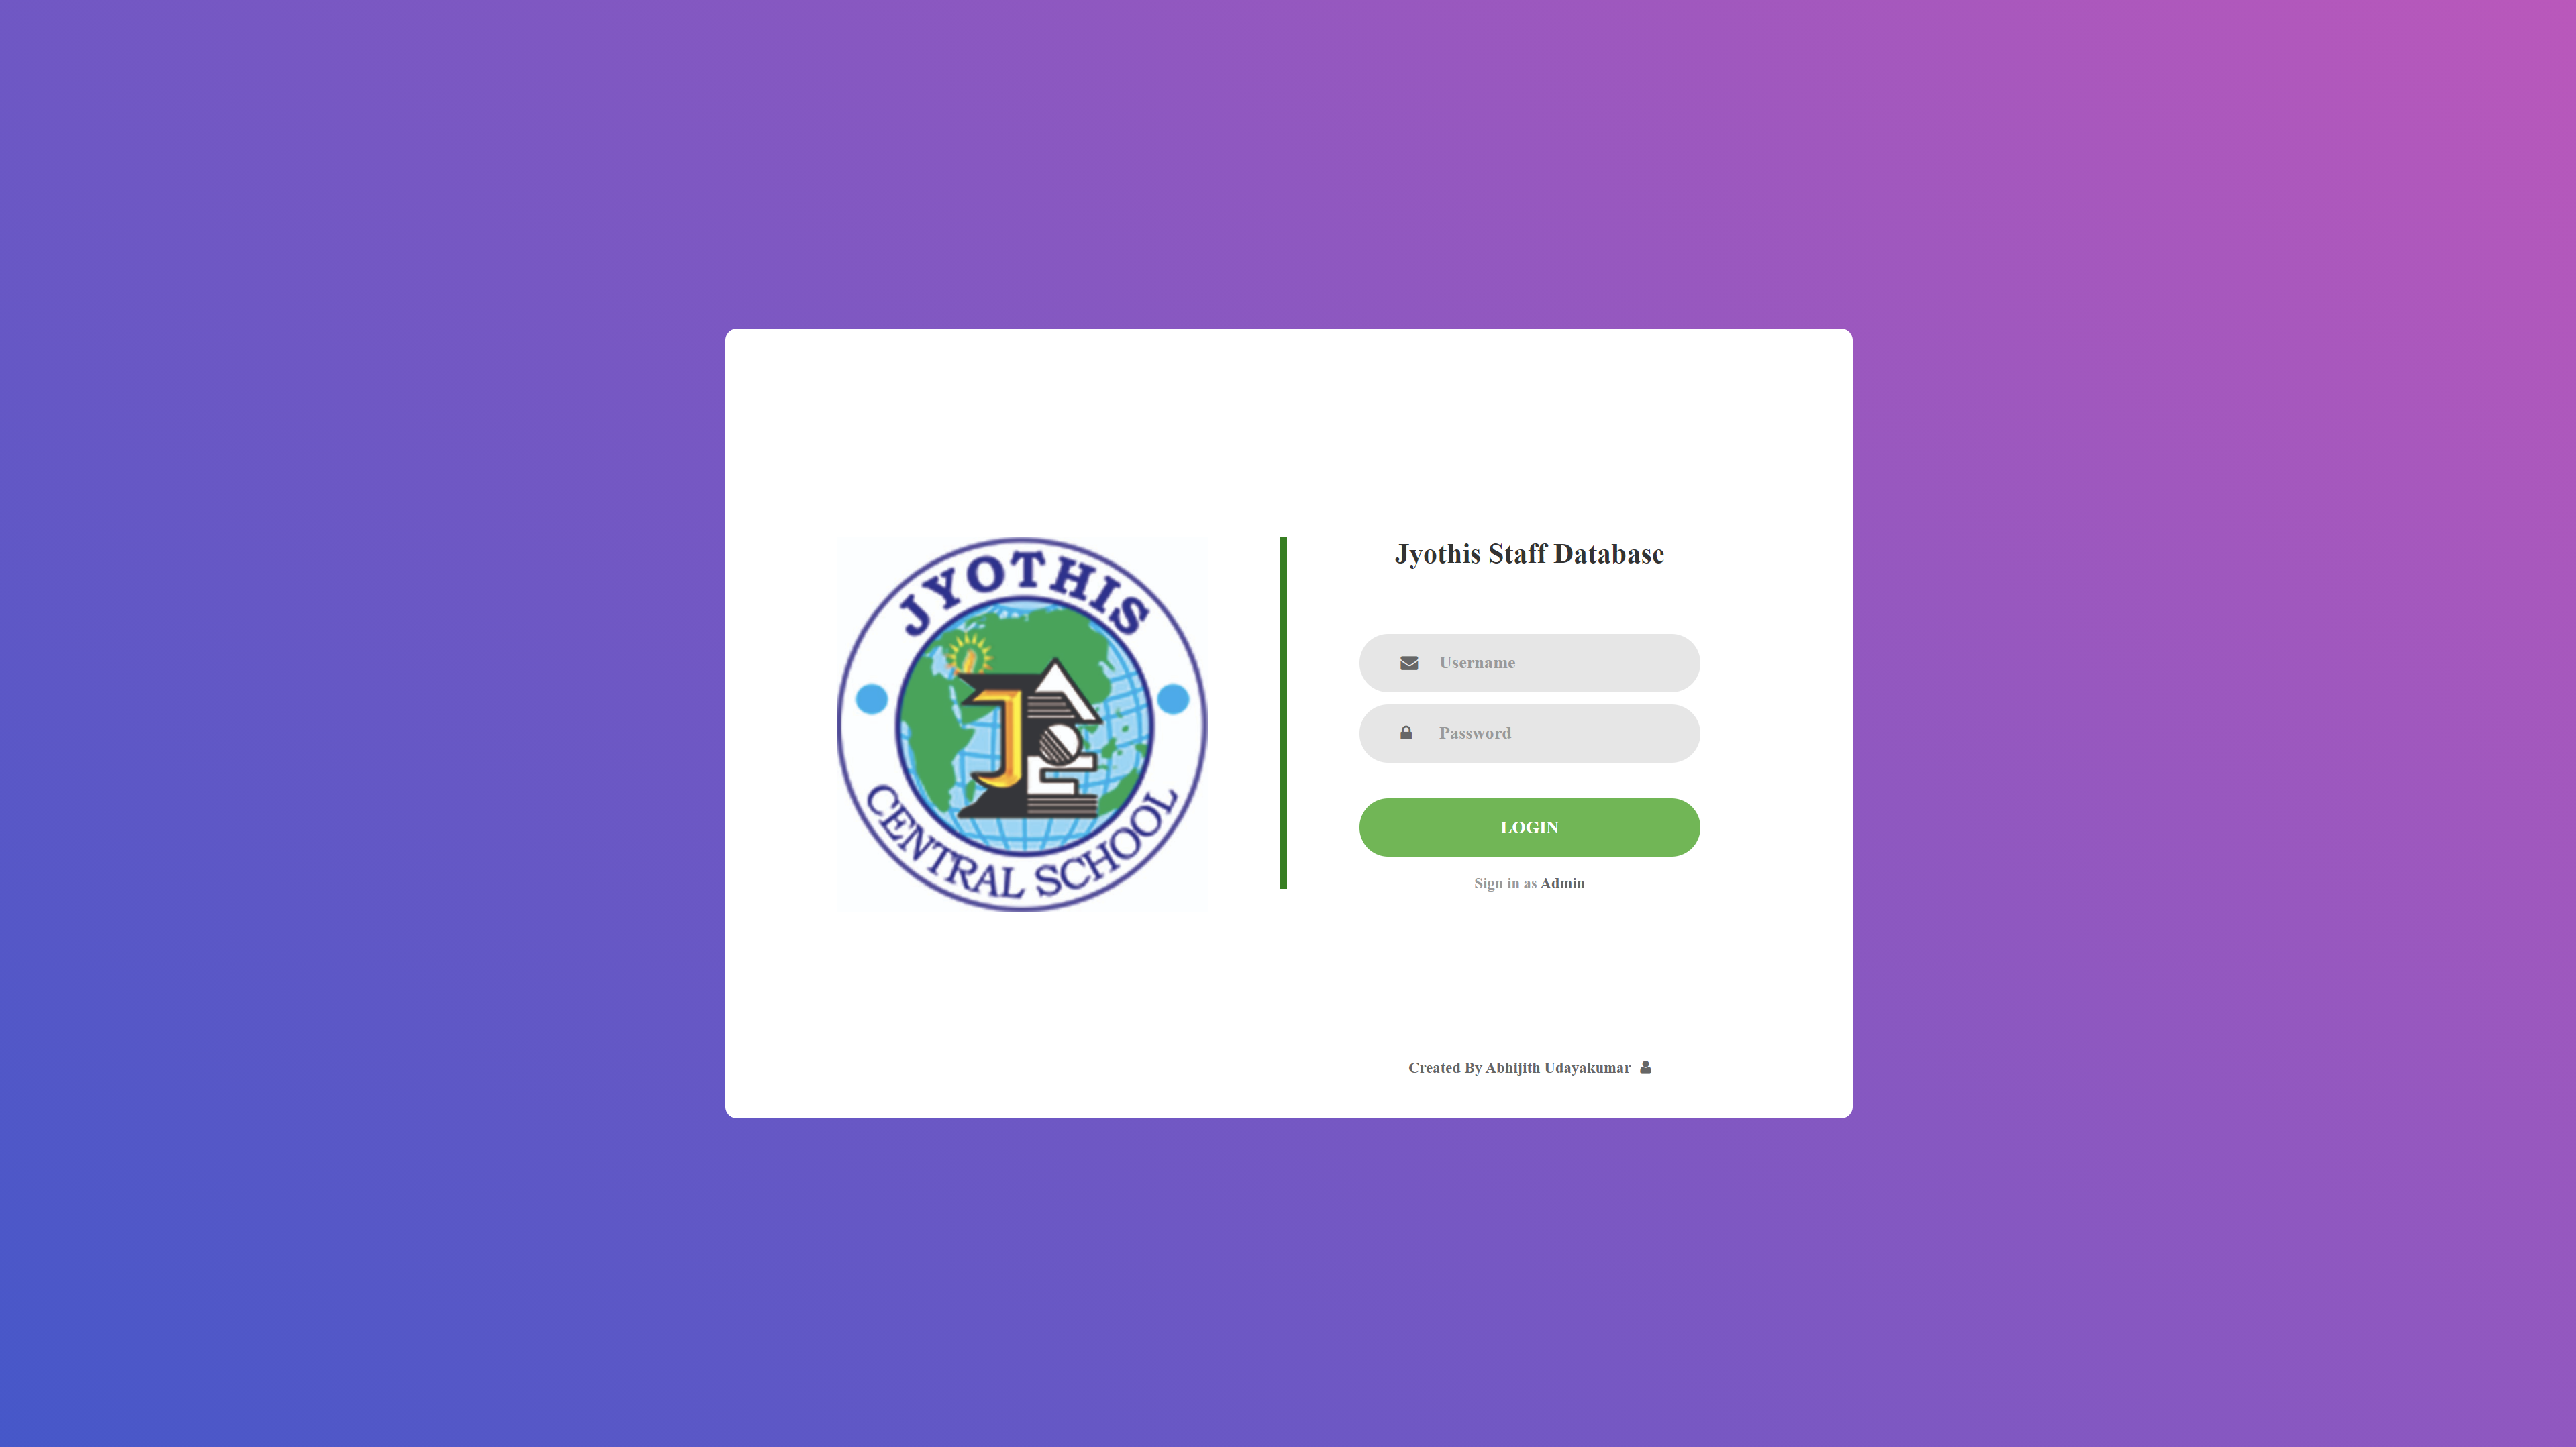 JYOTHIS
CENTRAL SCHOOL
Jyothis Staff Database
Username
Password
LOGIN
Sign in as Admin
Created By Abhijith Udayakumar